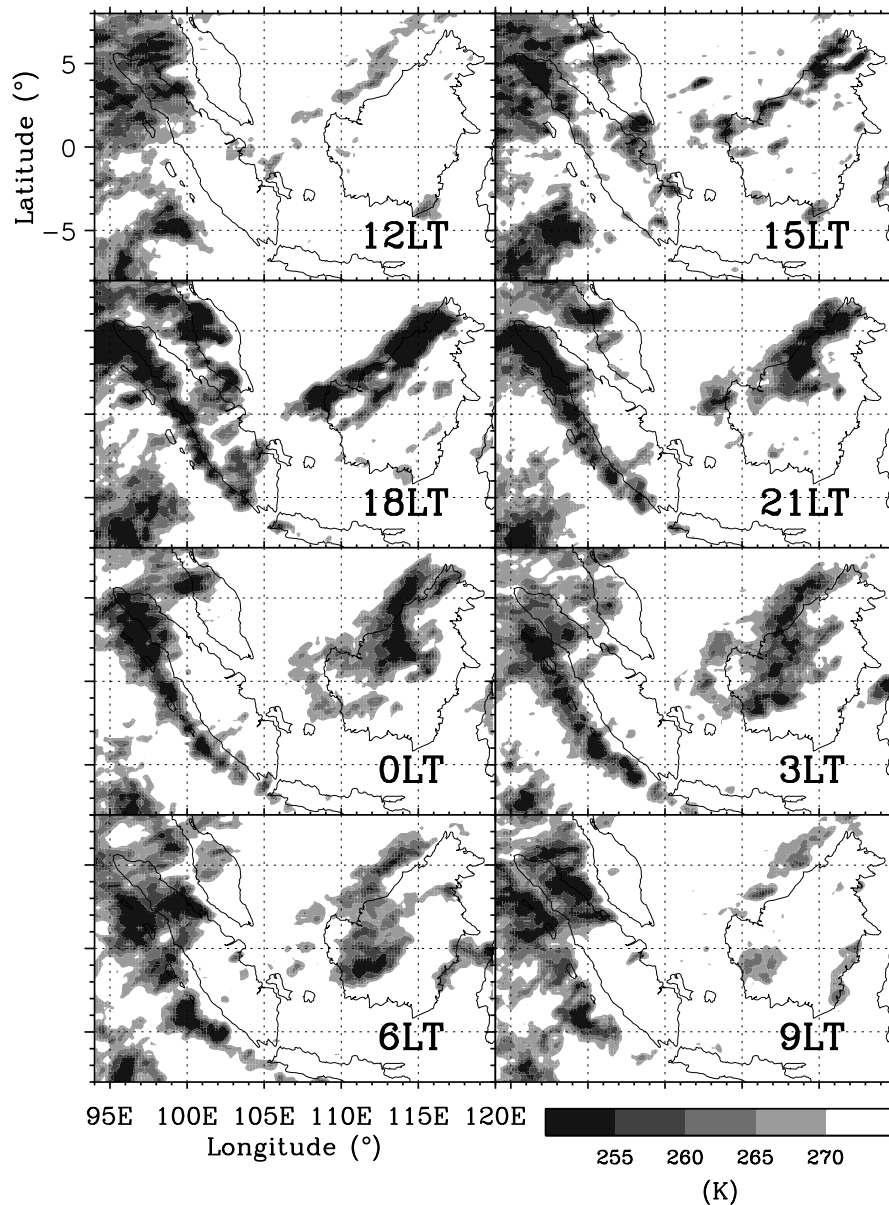 Latitude (°)
5
0
−5
12LT
15LT
18LT
21LT
0LT
3LT
6LT
9LT
95E 100E 105E 110E 115E 120E
Longitude (°)
255 260 265 270
(K)